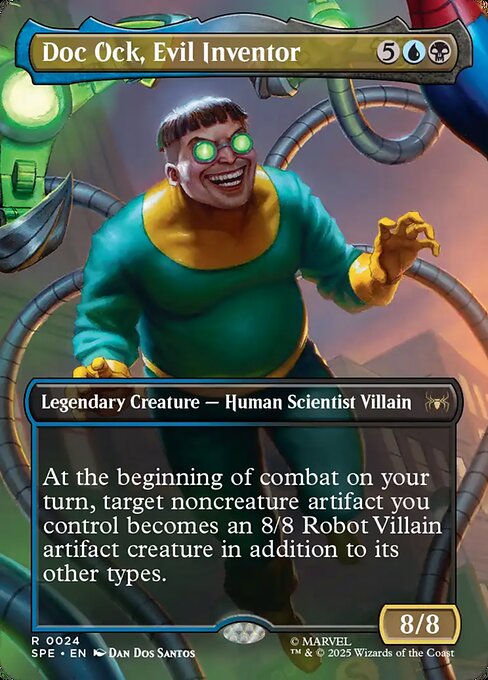 Doc Ock, Evil Inventor 5
Legendary Creature — Human Scientist Villain
At the beginning of combat on your
turn, target noncreature artifact you
control becomes an 8/8 Robot Villain
artifact creature in addition to its
other types.
8/8
R 0024
SPE • EN Dan Dos Santos
© MARVEL
™ & © 2025 Wizards of the Coast